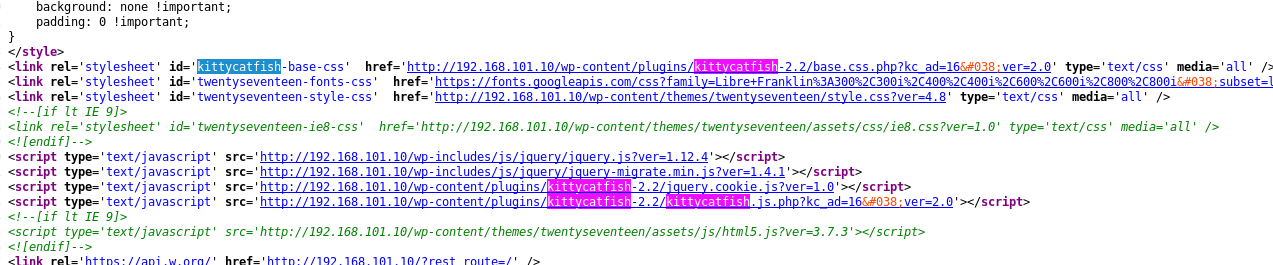 background: none !important;
padding: 0 !important;
}
</style>
<link rel='stylesheet' id='kittycatfish-base-css'  href='http://192.168.101.10/wp-content/plugins/kittycatfish-2.2/base.css.php?kc_ad=16&#038;ver=2.0' type='text/css' media='all' />
<link rel='stylesheet' id='twentyseventeen-fonts-css'  href='https://fonts.googleapis.com/css?family=Libre+Franklin%3A300%2C300i%2C400%2C400i%2C600%2C600i%2C800%2C800i&#038;subset=l
<link rel='stylesheet' id='twentyseventeen-style-css'  href='http://192.168.101.10/wp-content/themes/twentyseventeen/style.css?ver=4.8' type='text/css' media='all' />
<!--[if lt IE 9]>
<link rel='stylesheet' id='twentyseventeen-ie8-css'  href='http://192.168.101.10/wp-content/themes/twentyseventeen/assets/css/ie8.css?ver=1.0' type='text/css' media='all' />
<![endif]-->
<script type='text/javascript' src='http://192.168.101.10/wp-includes/js/jquery/jquery.js?ver=1.12.4'></script>
<script type='text/javascript' src='http://192.168.101.10/wp-includes/js/jquery/jquery-migrate.min.js?ver=1.4.1'></script>
<script type='text/javascript' src='http://192.168.101.10/wp-content/plugins/kittycatfish-2.2/jquery.cookie.js?ver=1.0'></script>
<script type='text/javascript' src='http://192.168.101.10/wp-content/plugins/kittycatfish-2.2/kittycatfish.js.php?kc_ad=16&#038;ver=2.0'></script>
<!--[if lt IE 9]>
<script type='text/javascript' src='http://192.168.101.10/wp-content/themes/twentyseventeen/assets/js/html5.js?ver=3.7.3'></script>
<![endif]-->
<link rel='https://api.w.org/' href='http://192.168.101.10/?rest_route=/' />